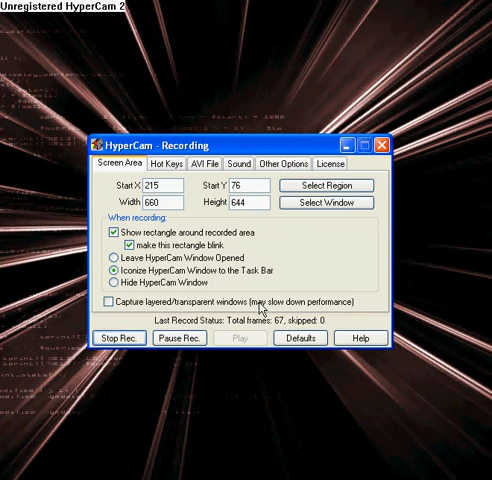 Unregistered HyperCam 2
HyperCam - Recording
Screen Area Hot Keys AVI File Sound Other Options License
Start X 215 Start Y 76 Select Region
Width 660 Height 644 Select Window
When recording:
Show rectangle around recorded area
make this rectangle blink
Leave HyperCam Window Opened
Iconize HyperCam Window to the Task Bar
Hide HyperCam Window
Capture layered/transparent windows (may slow down performance)
Last Record Status: Total frames: 67, skipped: 0
Stop Rec. Pause Rec. Play Defaults Help